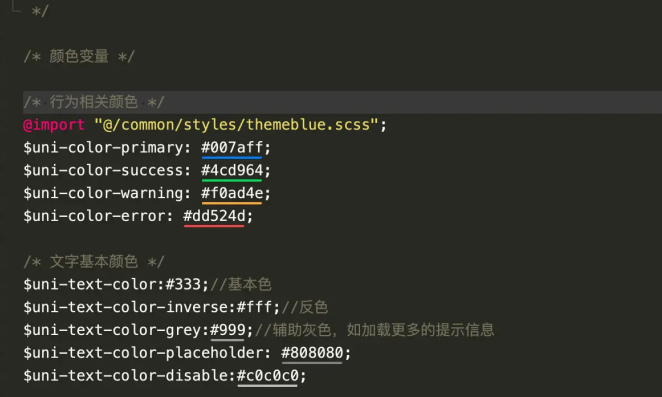 */
/* 颜色变量 */
/* 行为相关颜色 */
@import "@/common/styles/themeblue.scss";
$uni-color-primary: #007aff;
$uni-color-success: #4cd964;
$uni-color-warning: #f0ad4e;
$uni-color-error: #dd524d;
/* 文字基本颜色 */
$uni-text-color:#333;//基本色
$uni-text-color-inverse:#fff;//反色
$uni-text-color-grey:#999;//辅助灰色，如加载更多的提示信息
$uni-text-color-placeholder: #808080;
$uni-text-color-disable:#c0c0c0;